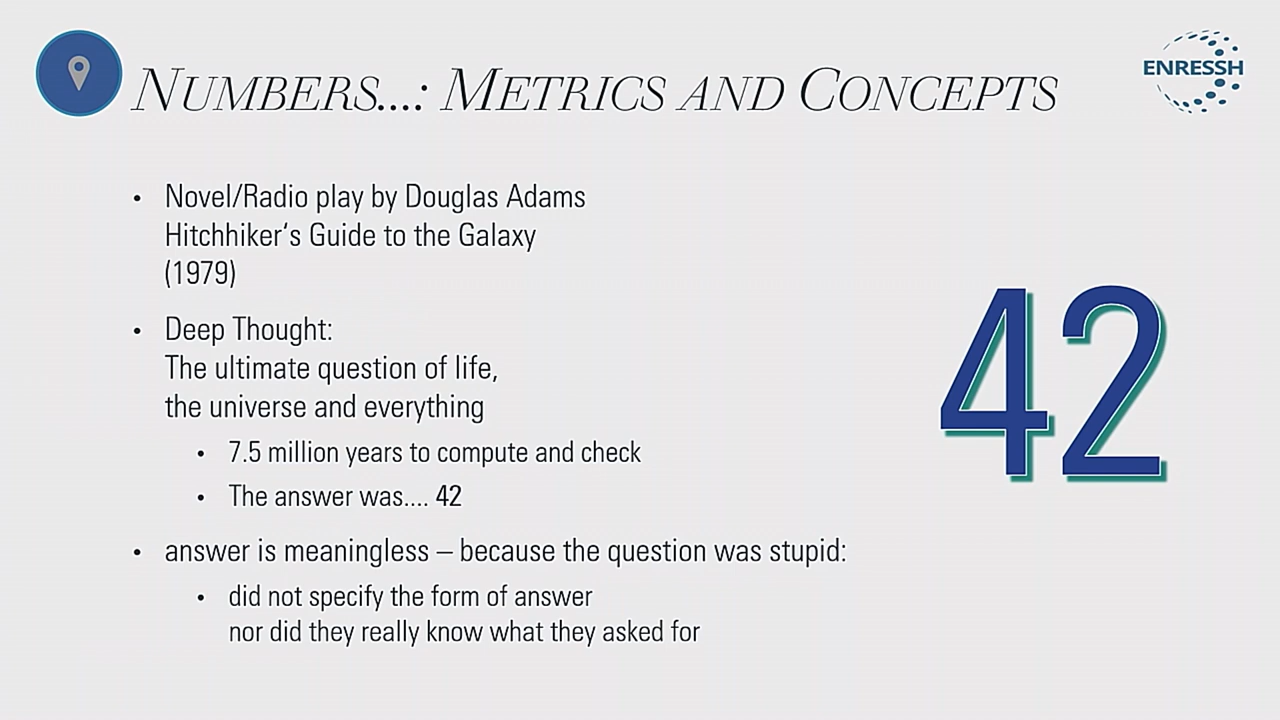 NUMBERS...: METRICS AND CONCEPTS
ENRESSH
• Novel/Radio play by Douglas Adams
Hitchhiker‘s Guide to the Galaxy
(1979)
• Deep Thought:
The ultimate question of life,
the universe and everything
• 7.5 million years to compute and check
• The answer was.... 42
• answer is meaningless – because the question was stupid:
• did not specify the form of answer
nor did they really know what they asked for
42